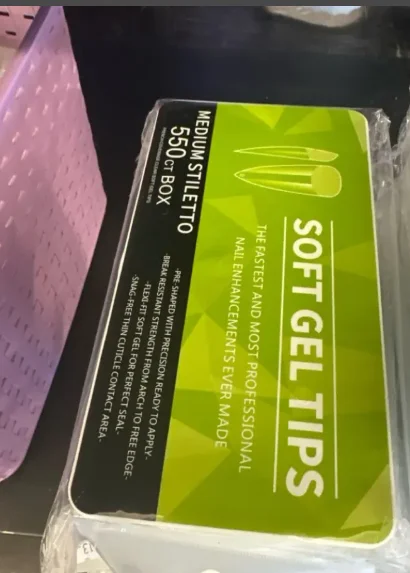 SOFT GEL TIPS
THE FASTEST AND MOST PROFESSIONAL
NAIL ENHANCEMENTS EVER MADE
MEDIUM STILETTO
550 CT BOX
-PRE-SHAPED WITH PRECISION READY TO APPLY-
-BREAK RESISTANT STRENGTH FROM ARCH TO FREE EDGE-
-FLEXI-FIT SOFT GEL FOR PERFECT SEAL-
-SNAG-FREE THIN CUTICLE CONTACT AREA-